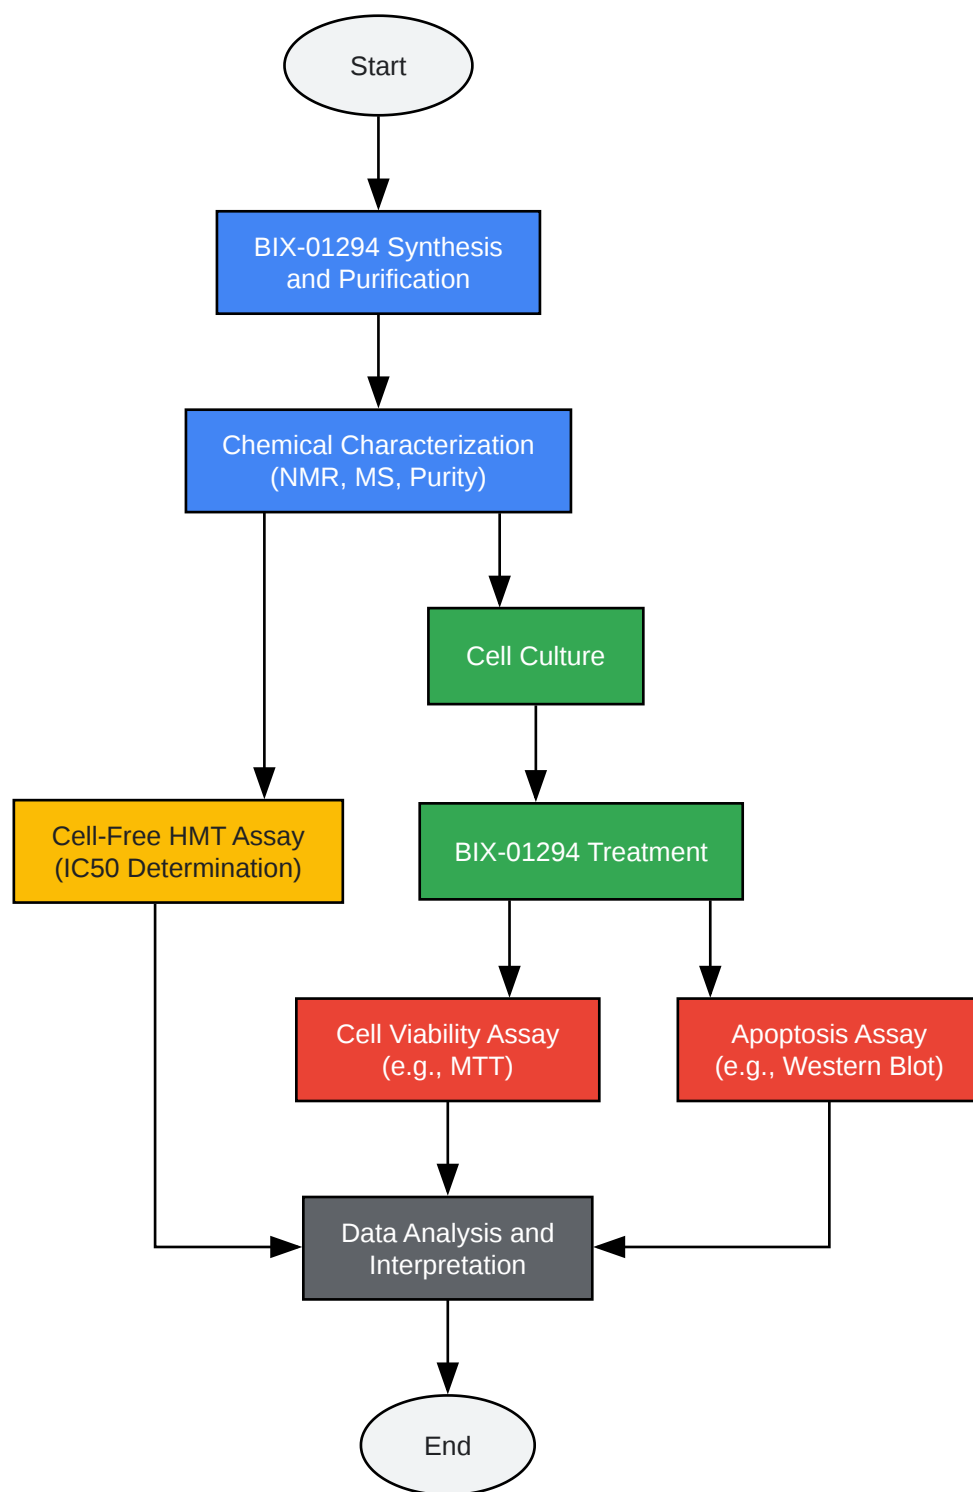 Start
BIX-01294 Synthesis
and Purification
Chemical Characterization
(NMR, MS, Purity)
Cell Culture
Cell-Free HMT Assay
(IC50 Determination)
BIX-01294 Treatment
Cell Viability Assay
(e.g., MTT)
Apoptosis Assay
(e.g., Western Blot)
Data Analysis and
Interpretation
End